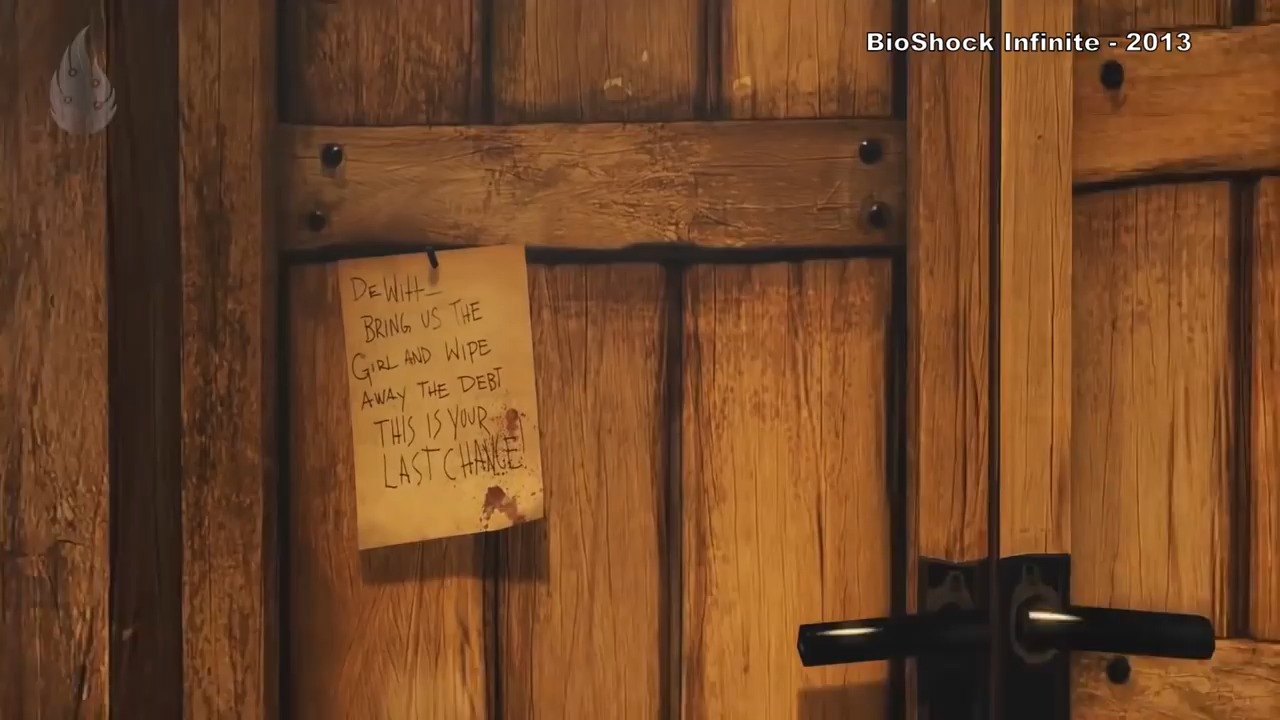 BioShock Infinite - 2013
DEWITT—
BRING US THE
GIRL AND WIPE
AWAY THE DEBT
THIS IS YOUR
LAST CHANCE!